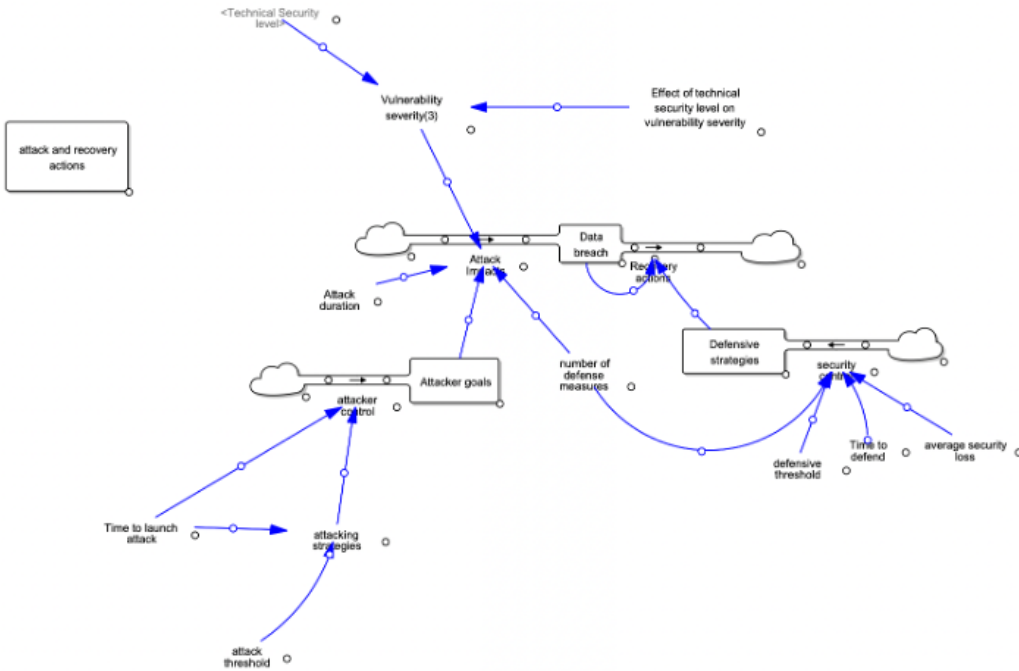 <Technical Security
level>
Vulnerability
severity(3)
Effect of technical
security level on
vulnerability severity
attack and recovery
actions
Data
breach
Attack
Impacts
Recovery
actions
Attack
duration
Defensive
strategies
number of
defense
measures
security
control
Attacker goals
attacker
control
defensive
threshold
Time to
defend
average security
loss
Time to launch
attack
attacking
strategies
attack
threshold